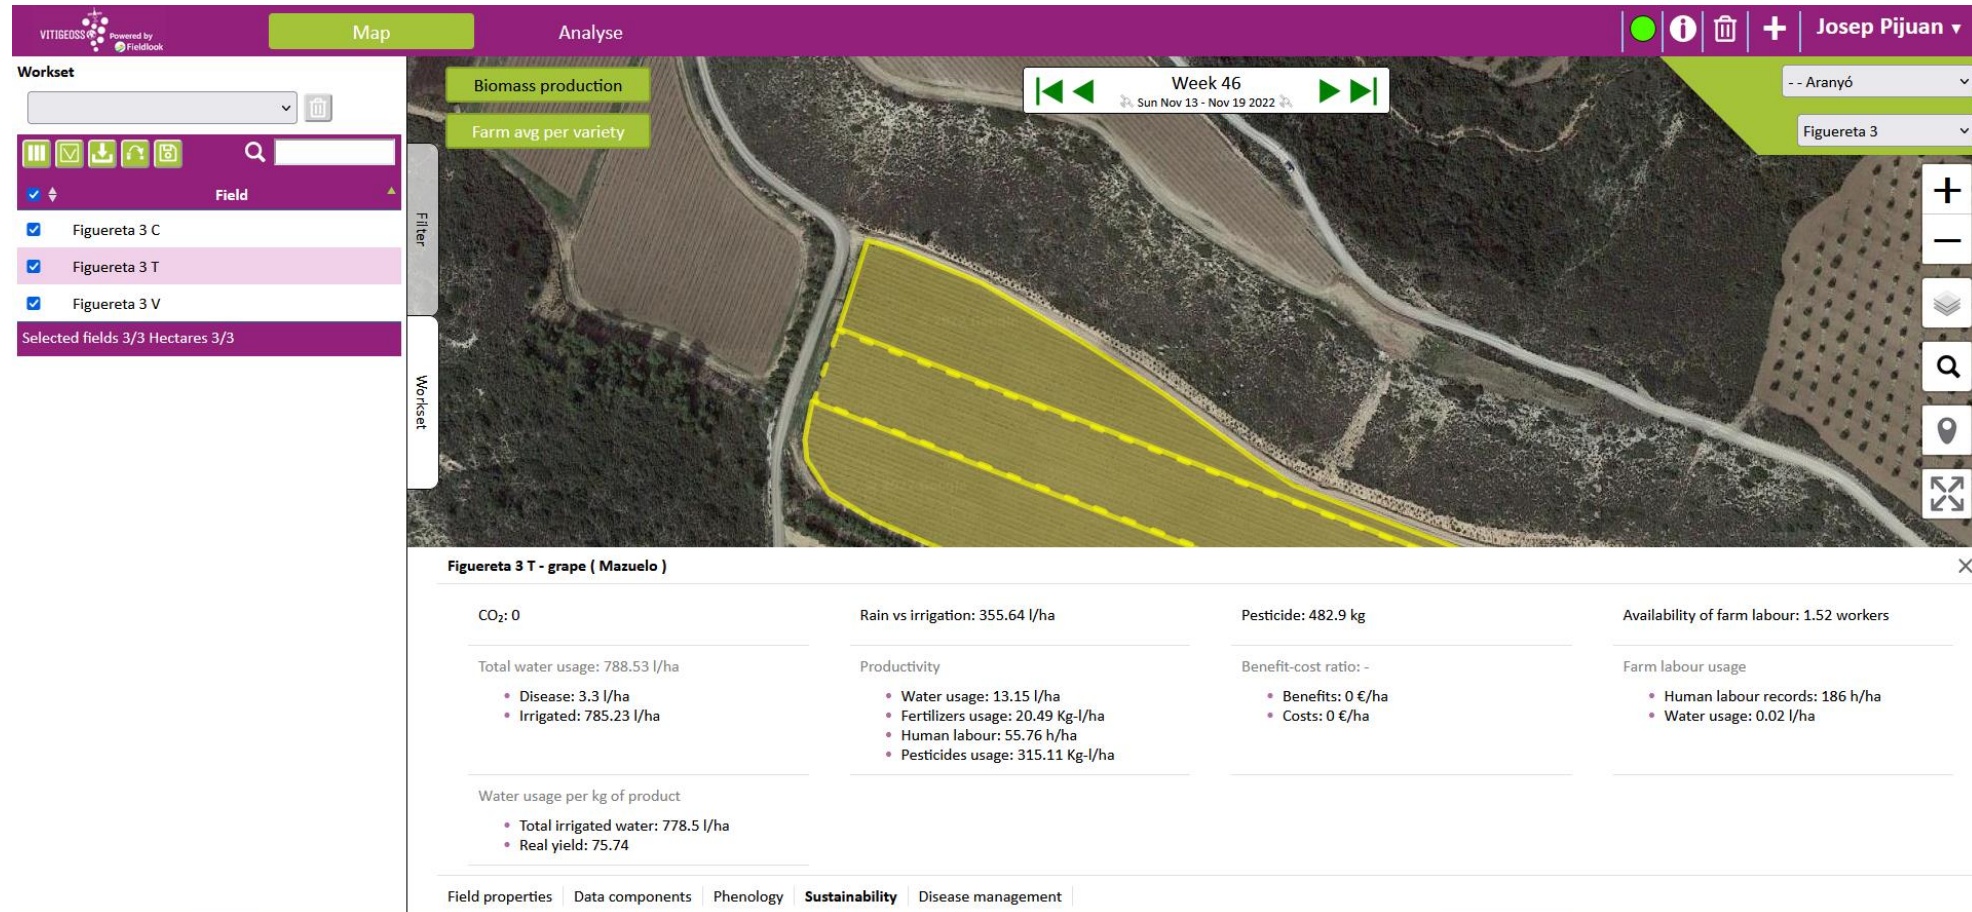 VITIGEOSS
Powered by
Fieldlook
Map
Analyse
Josep Pijuan
Workset
Field
Figuereta 3 C
Figuereta 3 T
Figuereta 3 V
Selected fields 3/3 Hectares 3/3
Filter
Workset
Biomass production
Farm avg per variety
Week 46
Sun Nov 13 - Nov 19 2022
- - Aranyó
Figuereta 3
Figuereta 3 T - grape ( Mazuelo )
CO₂: 0
Rain vs irrigation: 355.64 l/ha
Pesticide: 482.9 kg
Availability of farm labour: 1.52 workers
Total water usage: 788.53 l/ha
Disease: 3.3 l/ha
Irrigated: 785.23 l/ha
Productivity
Water usage: 13.15 l/ha
Fertilizers usage: 20.49 Kg-l/ha
Human labour: 55.76 h/ha
Pesticides usage: 315.11 Kg-l/ha
Benefit-cost ratio: -
Benefits: 0 €/ha
Costs: 0 €/ha
Farm labour usage
Human labour records: 186 h/ha
Water usage: 0.02 l/ha
Water usage per kg of product
Total irrigated water: 778.5 l/ha
Real yield: 75.74
Field properties
Data components
Phenology
Sustainability
Disease management